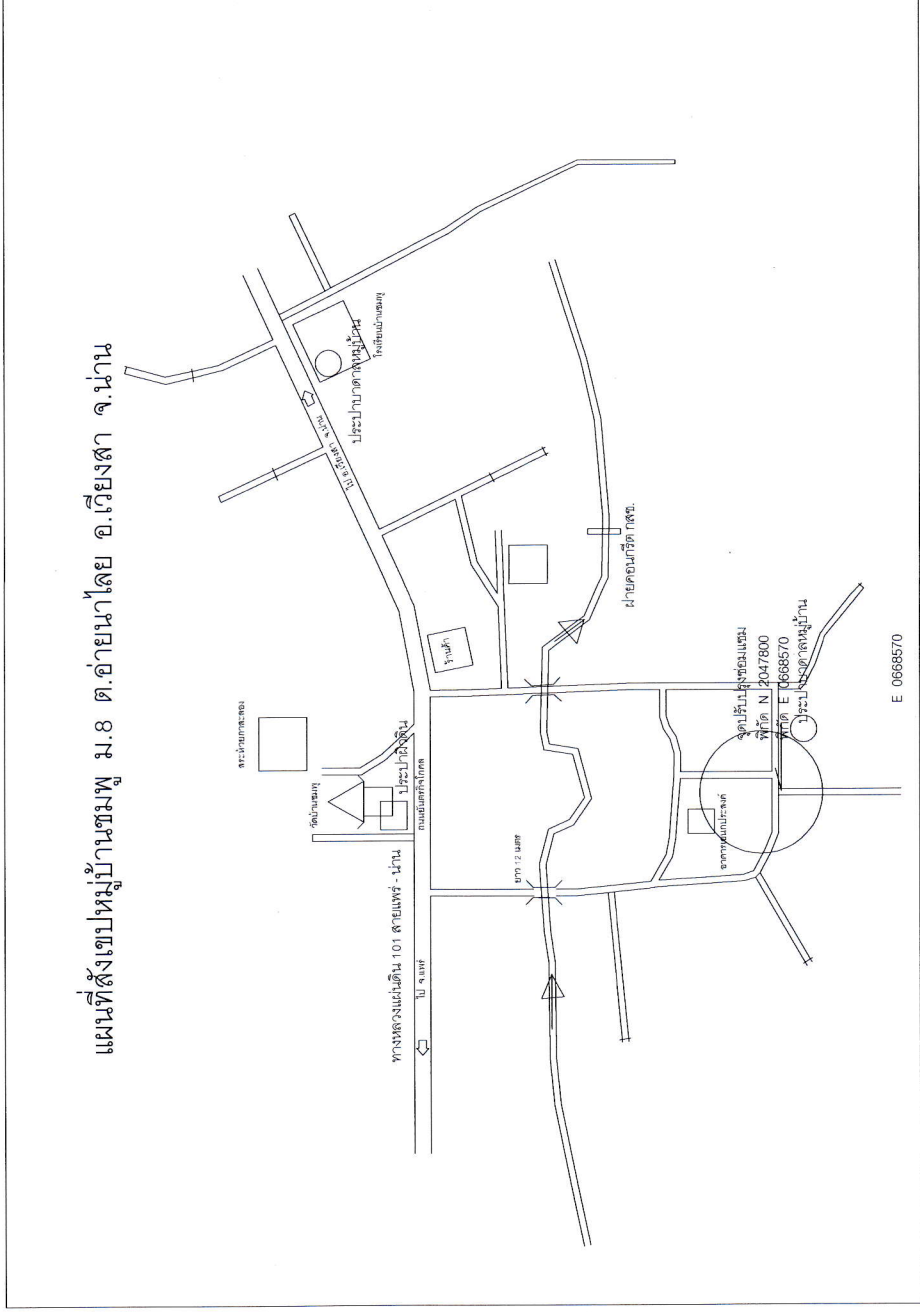 แผนที่สังเขปหมู่บ้านชมพู ม.8 ต.อ่ายนาไลย อ.เวียงสา จ.น่าน
สระห้วยกาละตอง
วัดบ้านชมพู
ประปาผิวดิน
ถนนยันตรกิจโกศล
ทางหลวงแผ่นดิน 101 สายแพร่ - น่าน
ไป จ.แพร่
ร้านค้า
ไป อ.เวียงสา จ.น่าน
ประปาบาดาลหมู่บ้าน
โรงเรียนบ้านชมพู
ยาว 12 เมตร
ฝายคอนกรีต กสช.
อาคารเอนกประสงค์
จุดปรับปรุงซ่อมแซม
พิกัด N 2047800
พิกัด E 0668570
ประปาบาดาลหมู่บ้าน
E 0668570